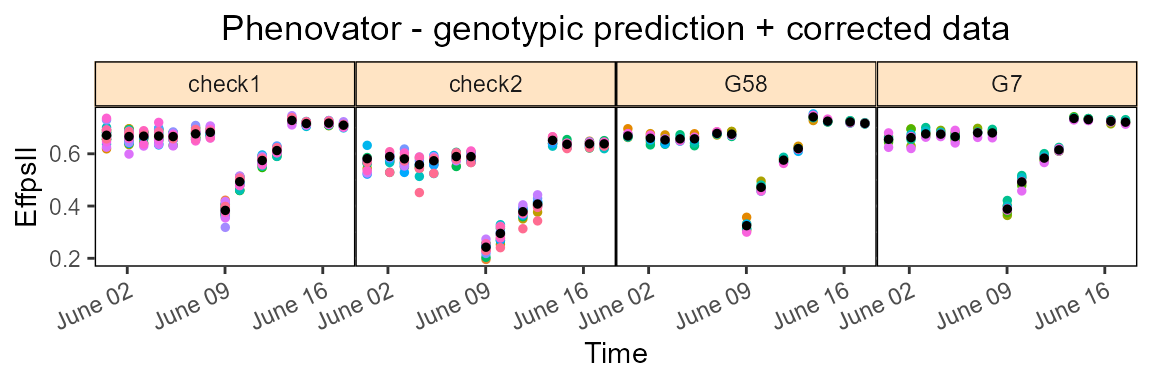 Phenovator - genotypic prediction + corrected data
check1 check2 G58 G7
EffpsII
0.6
0.4
0.2
June 02 June 09 June 16 June 02 June 09 June 16 June 02 June 09 June 16 June 02 June 09 June 16
Time